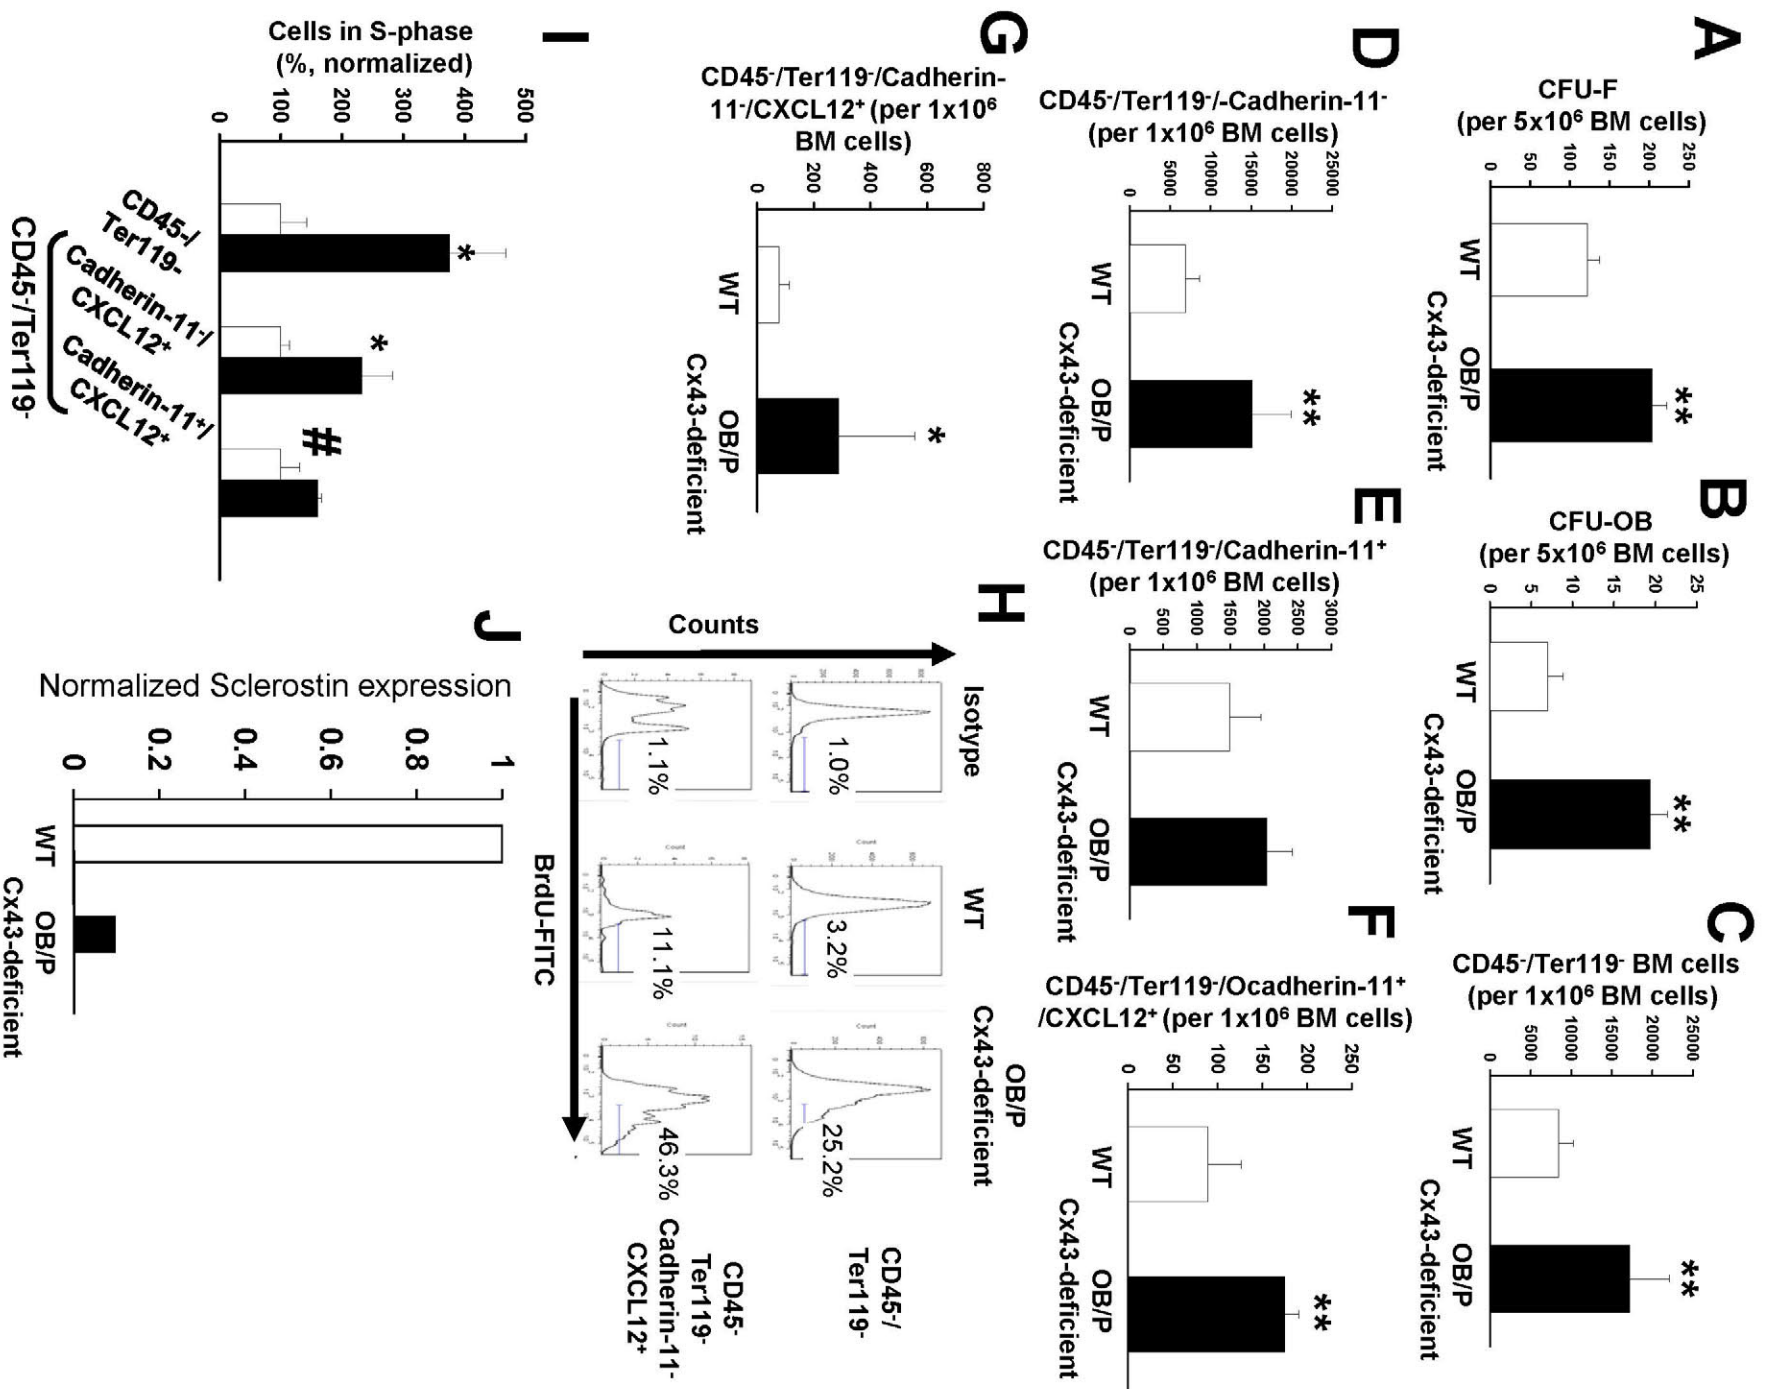 A
CFU-F
(per 5x10⁶ BM cells)
0
50
100
150
200
250
WT
OB/P
Cx43-deficient
**
B
CFU-OB
(per 5x10⁶ BM cells)
0
5
10
15
20
25
WT
OB/P
Cx43-deficient
**
C
CD45⁻/Ter119⁻ BM cells
(per 1x10⁶ BM cells)
0
5000
10000
15000
20000
25000
WT
OB/P
Cx43-deficient
**
D
CD45⁻/Ter119⁻/-Cadherin-11⁻
(per 1x10⁶ BM cells)
0
5000
10000
15000
20000
25000
WT
OB/P
Cx43-deficient
**
E
CD45⁻/Ter119⁻/Cadherin-11⁺
(per 1x10⁶ BM cells)
0
500
1000
1500
2000
2500
3000
WT
OB/P
Cx43-deficient
F
CD45⁻/Ter119⁻/Ocadherin-11⁺
/CXCL12⁺ (per 1x10⁶ BM cells)
0
50
100
150
200
250
WT
OB/P
Cx43-deficient
**
G
CD45⁻/Ter119⁻/Cadherin-
11⁻/CXCL12⁺ (per 1x10⁶
BM cells)
0
200
400
600
800
WT
OB/P
Cx43-deficient
*
H
Counts
Isotype
WT
OB/P
Cx43-deficient
1.0%
3.2%
25.2%
CD45-/
Ter119-
1.1%
11.1%
46.3%
CD45-
Ter119-
Cadherin-11-
CXCL12⁺
BrdU-FITC
I
Cells in S-phase
(%, normalized)
0
100
200
300
400
500
*
*
#
CD45-/
Ter119-
Cadherin-11⁻/
CXCL12⁺
Cadherin-11⁺/
CXCL12⁺
CD45⁻/Ter119-
J
Normalized Sclerostin expression
0
0.2
0.4
0.6
0.8
1
WT
OB/P
Cx43-deficient